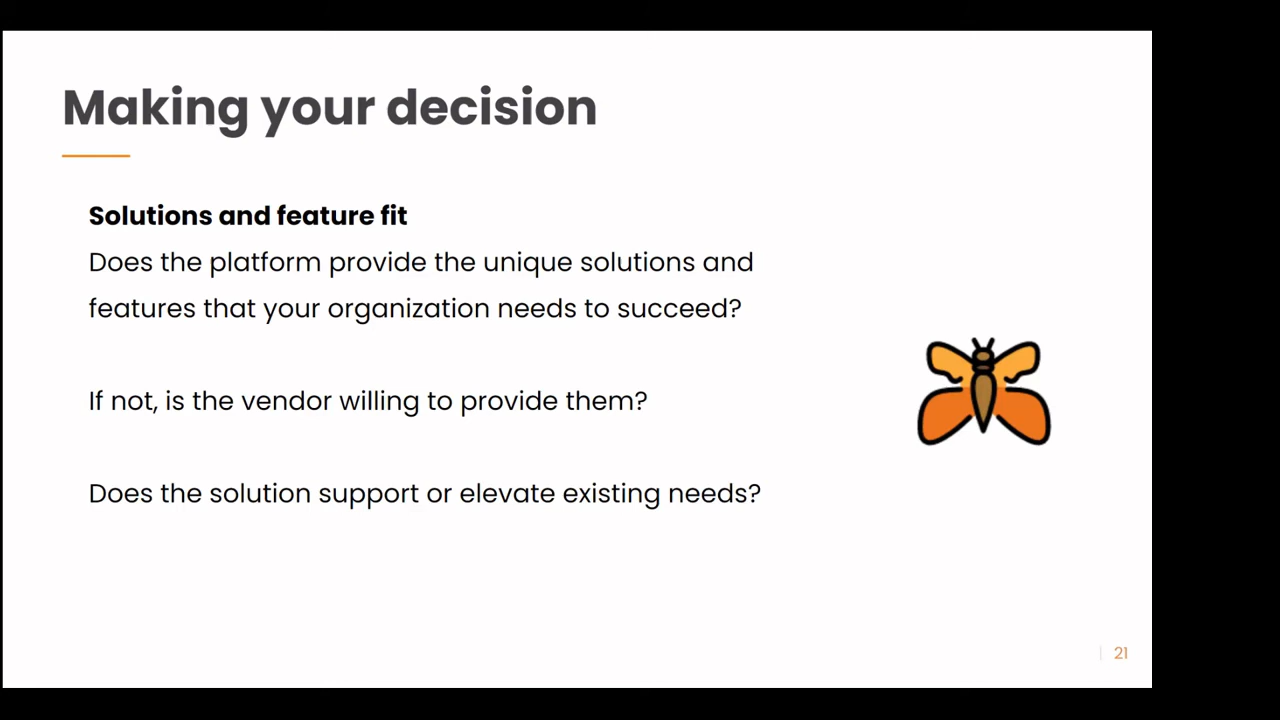 Making your decision
Solutions and feature fit
Does the platform provide the unique solutions and
features that your organization needs to succeed?
If not, is the vendor willing to provide them?
Does the solution support or elevate existing needs?
21